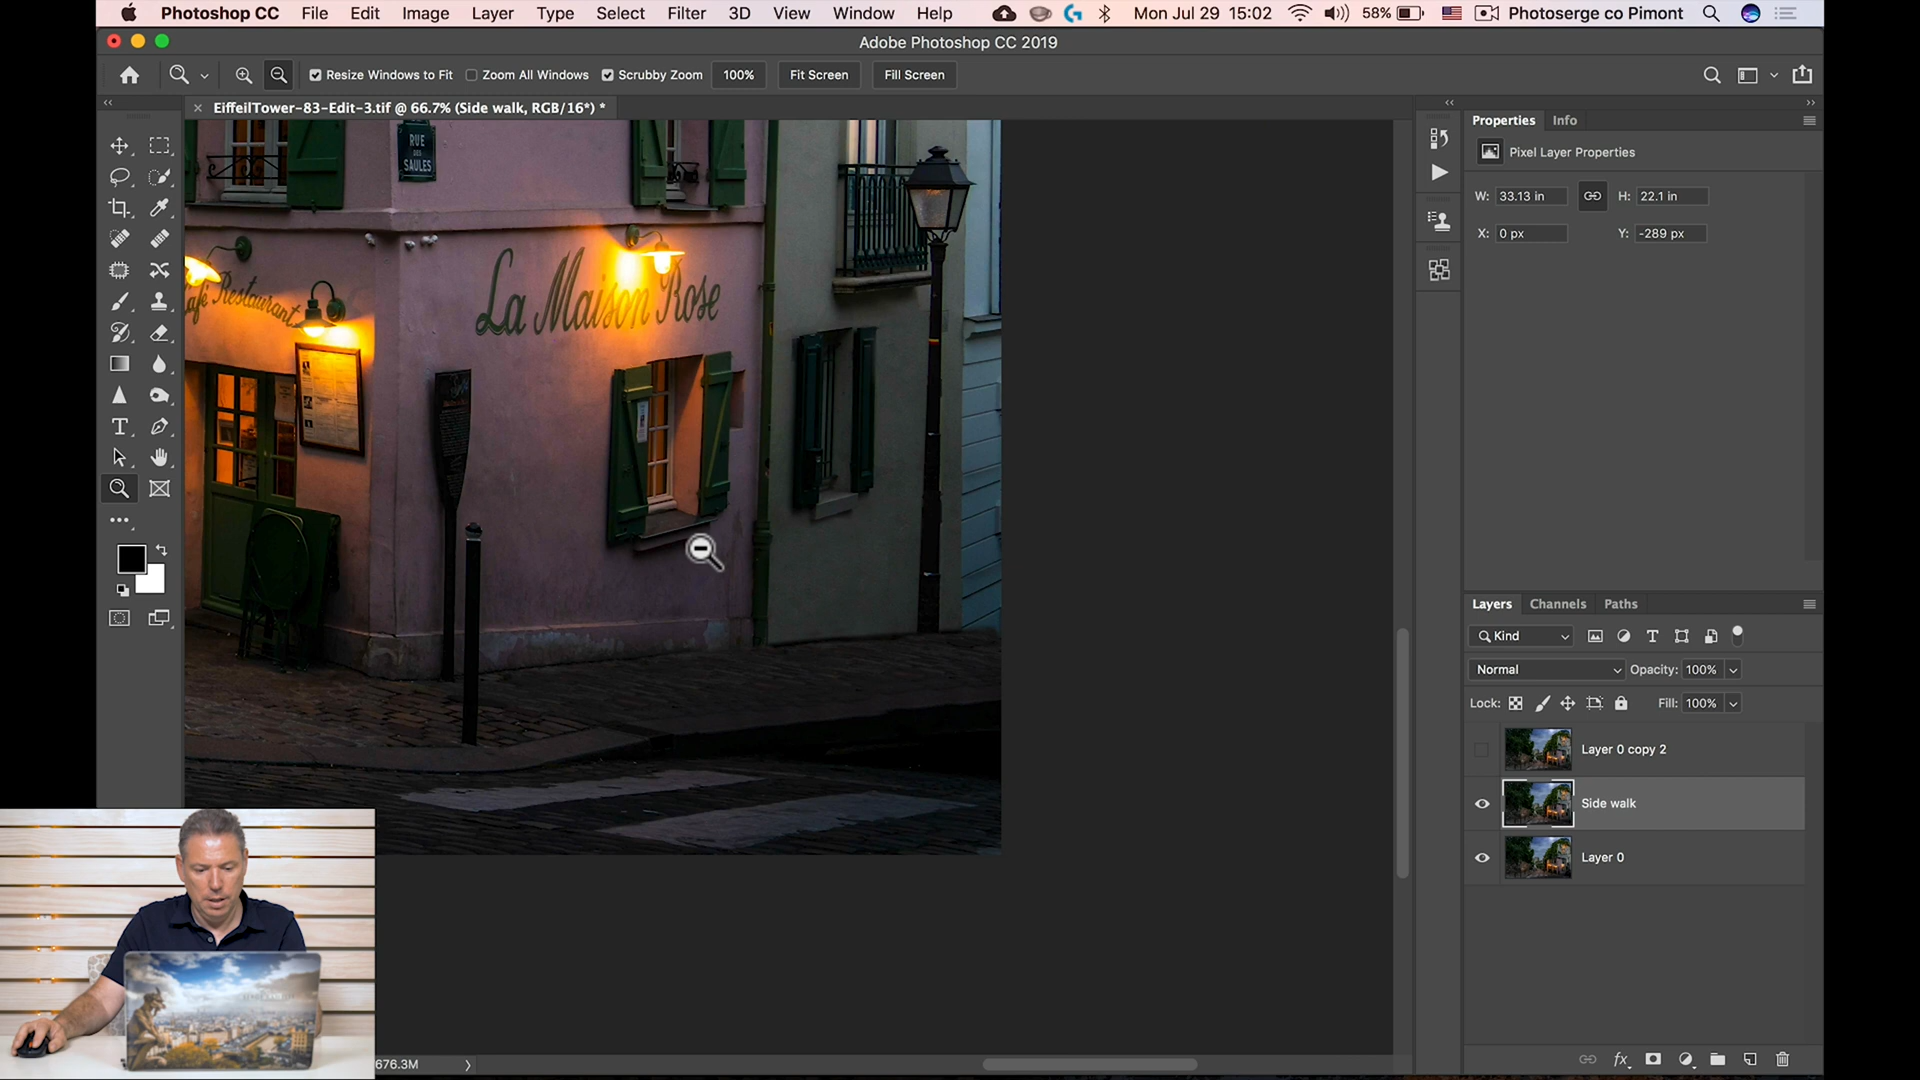 Photoshop CC File Edit Image Layer Type Select Filter 3D View Window Help Mon Jul 29 15:02 58% Photoserge co Pimont
Adobe Photoshop CC 2019
Resize Windows to Fit Zoom All Windows Scrubby Zoom 100% Fit Screen Fill Screen
EiffeilTower-83-Edit-3.tif @ 66.7% (Side walk, RGB/16*) *
Properties Info
Pixel Layer Properties
W: 33.13 in H: 22.1 in
X: 0 px Y: -289 px
RUE
DES
SAULES
Café Restaurant
La Maison Rose
Layers Channels Paths
Kind
Normal Opacity: 100%
Lock: Fill: 100%
Layer 0 copy 2
Side walk
Layer 0
676.3M